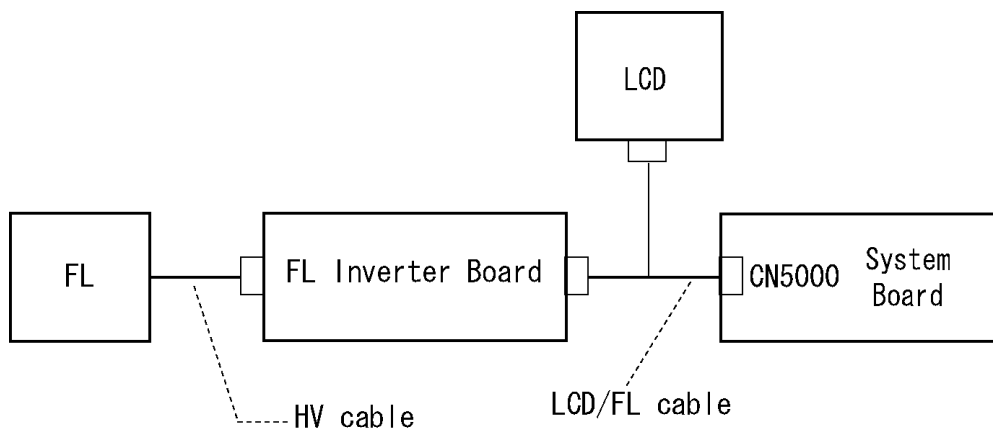 LCD
FL
FL Inverter Board
CN5000
System
Board
HV cable
LCD/FL cable